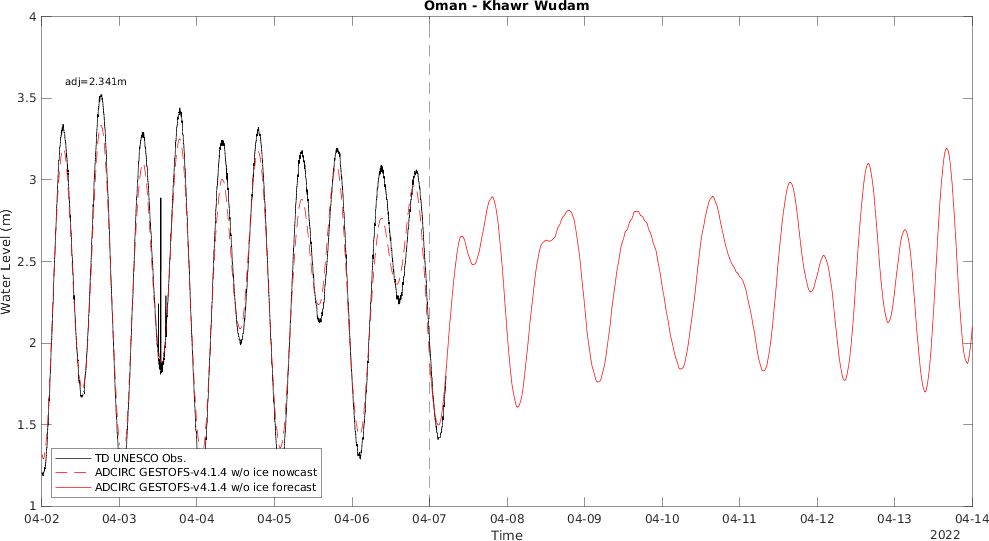 Oman - Khawr Wudam
adj=2.341m
4
3.5
3
2.5
2
1.5
1
Water Level (m)
TD UNESCO Obs.
ADCIRC GESTOFS-v4.1.4 w/o ice nowcast
ADCIRC GESTOFS-v4.1.4 w/o ice forecast
04-02 04-03 04-04 04-05 04-06 04-07 04-08 04-09 04-10 04-11 04-12 04-13 04-14
Time
2022